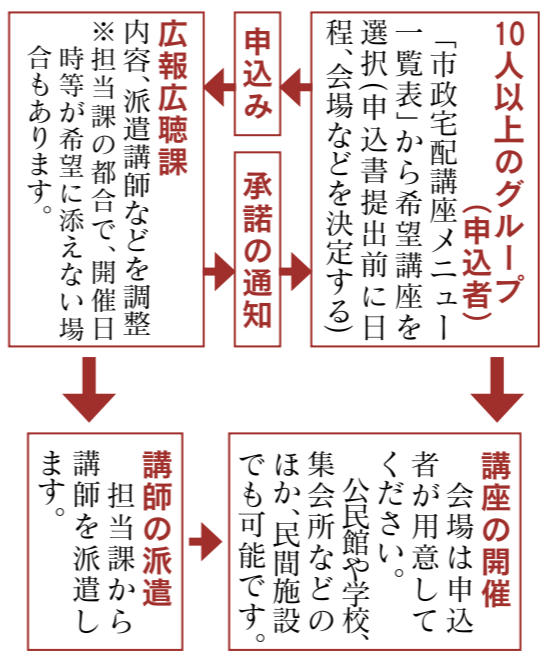 10人以上のグループ
(申込者)
「市政宅配講座メニュー
一覧表」から希望講座を
選択(申込書提出前に日
程、会場などを決定する)
申込み
承諾の通知
広報広聴課
内容、派遣講師などを調整
※担当課の都合で、開催日
時等が希望に添えない場
合もあります。
講座の開催
会場は申込
者が用意して
ください。
公民館や学校、
集会所などの
ほか、民間施設
でも可能です。
講師の派遣
担当課から
講師を派遣し
ます。